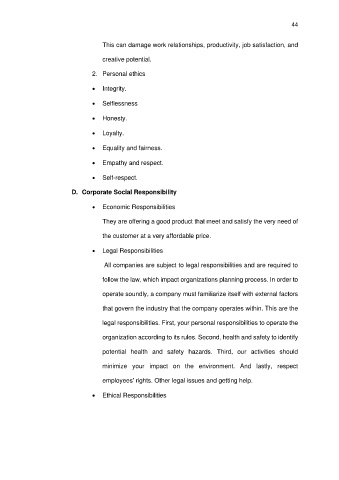 44
This can damage work relationships, productivity, job satisfaction, and
creative potential.
2. Personal ethics
• Integrity.
• Selflessness
• Honesty.
• Loyalty.
• Equality and fairness.
• Empathy and respect.
• Self-respect.
D. Corporate Social Responsibility
• Economic Responsibilities
They are offering a good product that meet and satisfy the very need of
the customer at a very affordable price.
• Legal Responsibilities
All companies are subject to legal responsibilities and are required to
follow the law, which impact organizations planning process. In order to
operate soundly, a company must familiarize itself with external factors
that govern the industry that the company operates within. This are the
legal responsibilities. First, your personal responsibilities to operate the
organization according to its rules. Second, health and safety to identify
potential health and safety hazards. Third, our activities should
minimize your impact on the environment. And lastly, respect
employees' rights. Other legal issues and getting help.
• Ethical Responsibilities